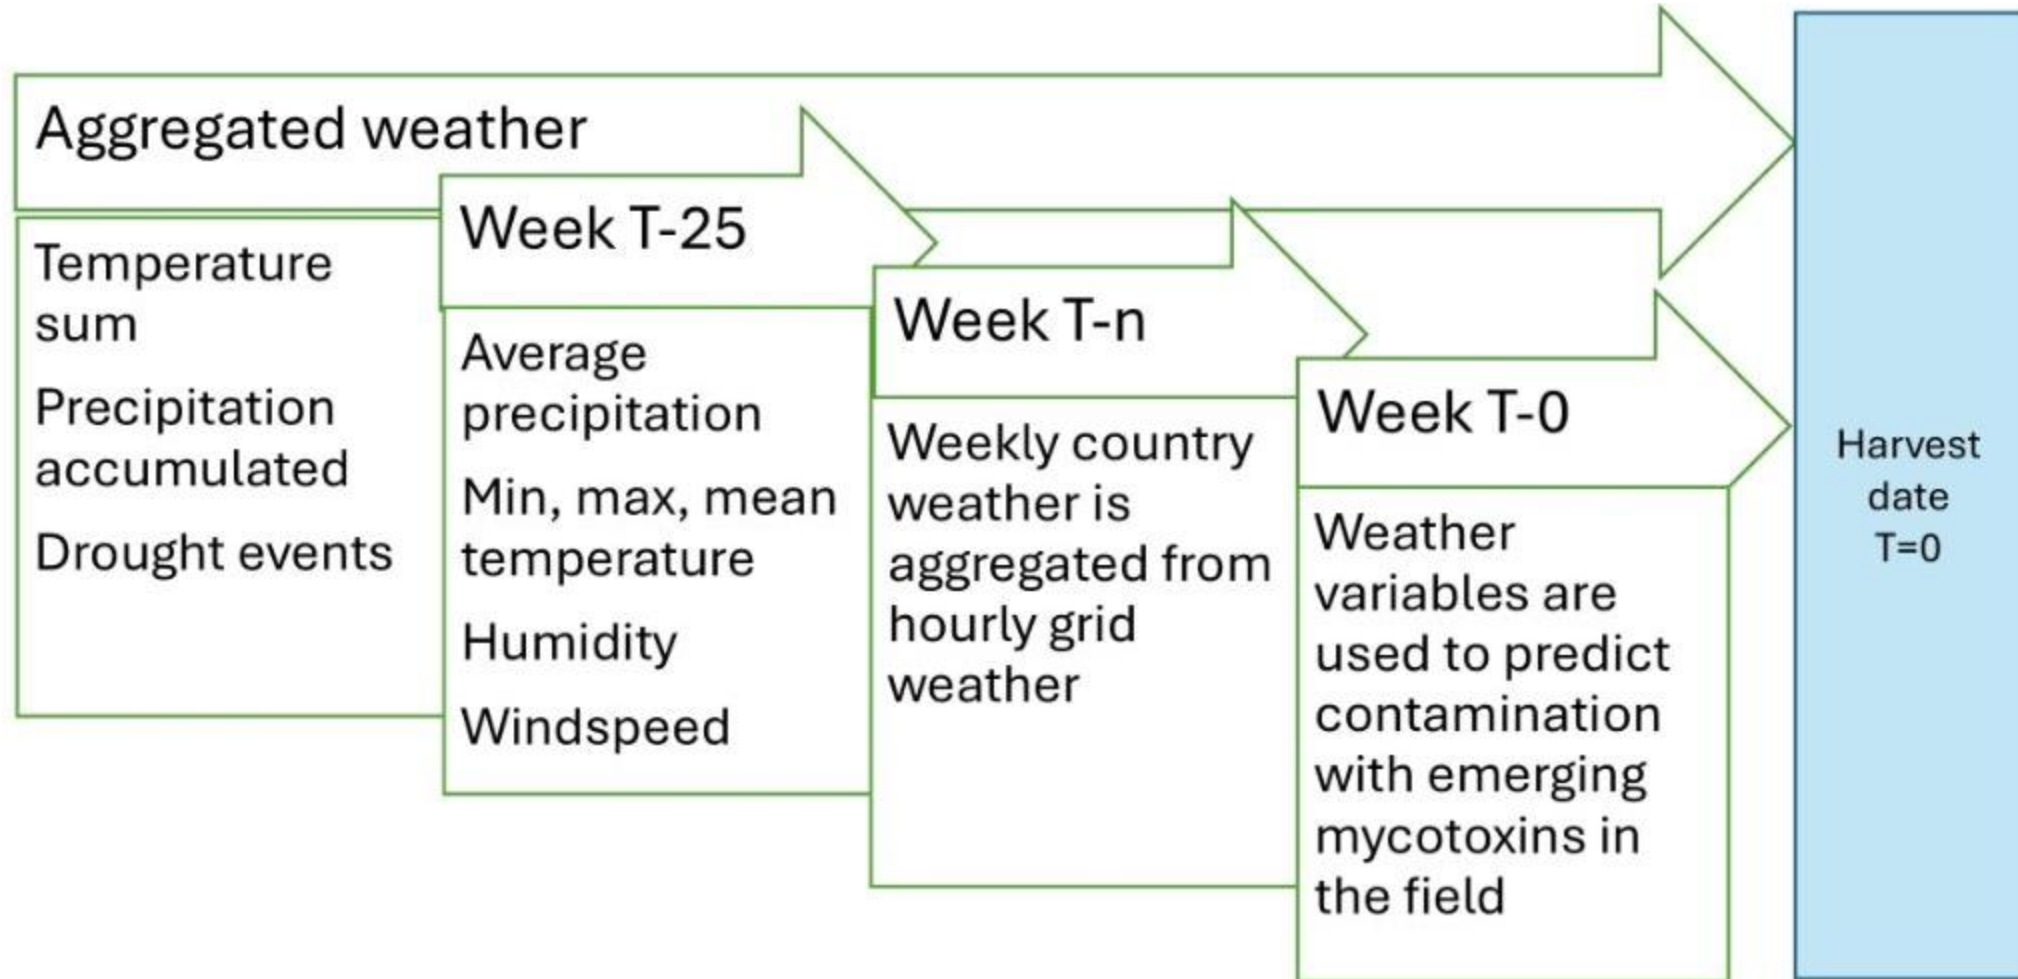 Aggregated weather
Temperature
sum
Precipitation
accumulated
Drought events
Week T-25
Average
precipitation
Min, max, mean
temperature
Humidity
Windspeed
Week T-n
Weekly country
weather is
aggregated from
hourly grid
weather
Week T-0
Weather
variables are
used to predict
contamination
with emerging
mycotoxins in
the field
Harvest
date
T=0